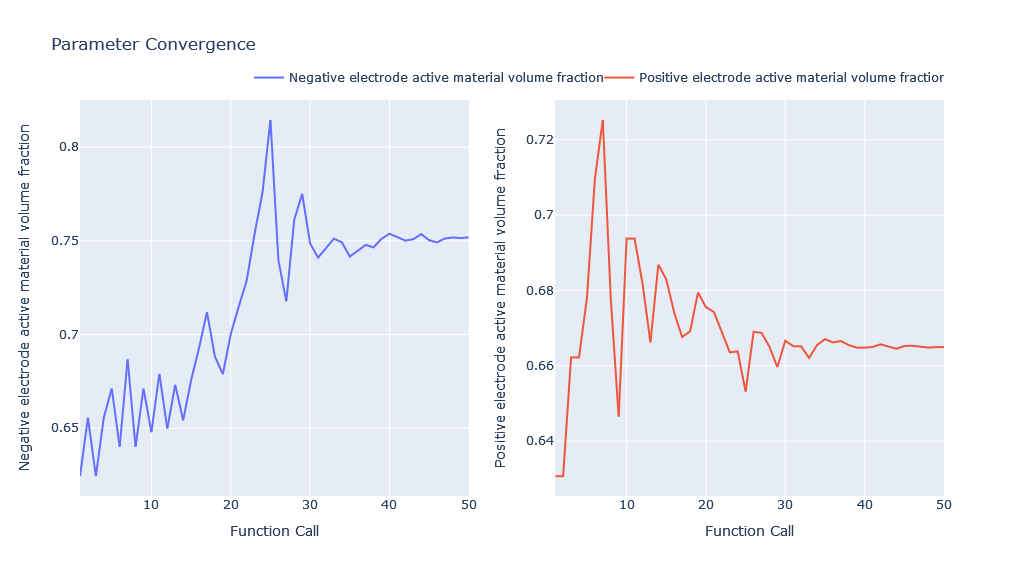 Parameter Convergence
Negative electrode active material volume fraction
Positive electrode active material volume fraction
Negative electrode active material volume fraction
0.8
0.75
0.7
0.65
10 20 30 40 50
Function Call
Positive electrode active material volume fraction
0.72
0.7
0.68
0.66
0.64
10 20 30 40 50
Function Call